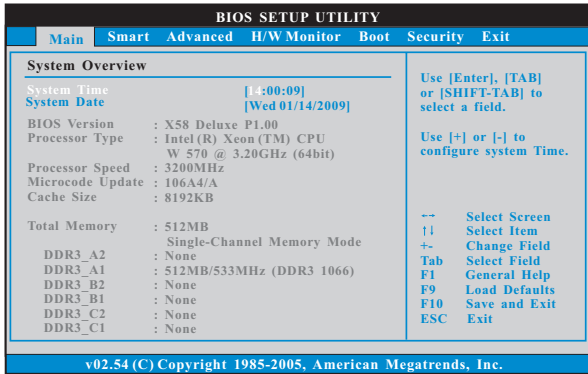 BIOS SETUP UTILITY
Main Smart Advanced H/W Monitor Boot Security Exit
System Overview
System Time [14:00:09]
System Date [Wed 01/14/2009]
BIOS Version : X58 Deluxe P1.00
Processor Type : Intel (R) Xeon (TM) CPU
W 570 @ 3.20GHz (64bit)
Processor Speed : 3200MHz
Microcode Update : 106A4/A
Cache Size : 8192KB
Total Memory : 512MB
Single-Channel Memory Mode
DDR3_A2 : None
DDR3_A1 : 512MB/533MHz (DDR3 1066)
DDR3_B2 : None
DDR3_B1 : None
DDR3_C2 : None
DDR3_C1 : None
Use [Enter], [TAB]
or [SHIFT-TAB] to
select a field.
Use [+] or [-] to
configure system Time.
←→ Select Screen
↑↓ Select Item
+- Change Field
Tab Select Field
F1 General Help
F9 Load Defaults
F10 Save and Exit
ESC Exit
v02.54 (C) Copyright 1985-2005, American Megatrends, Inc.